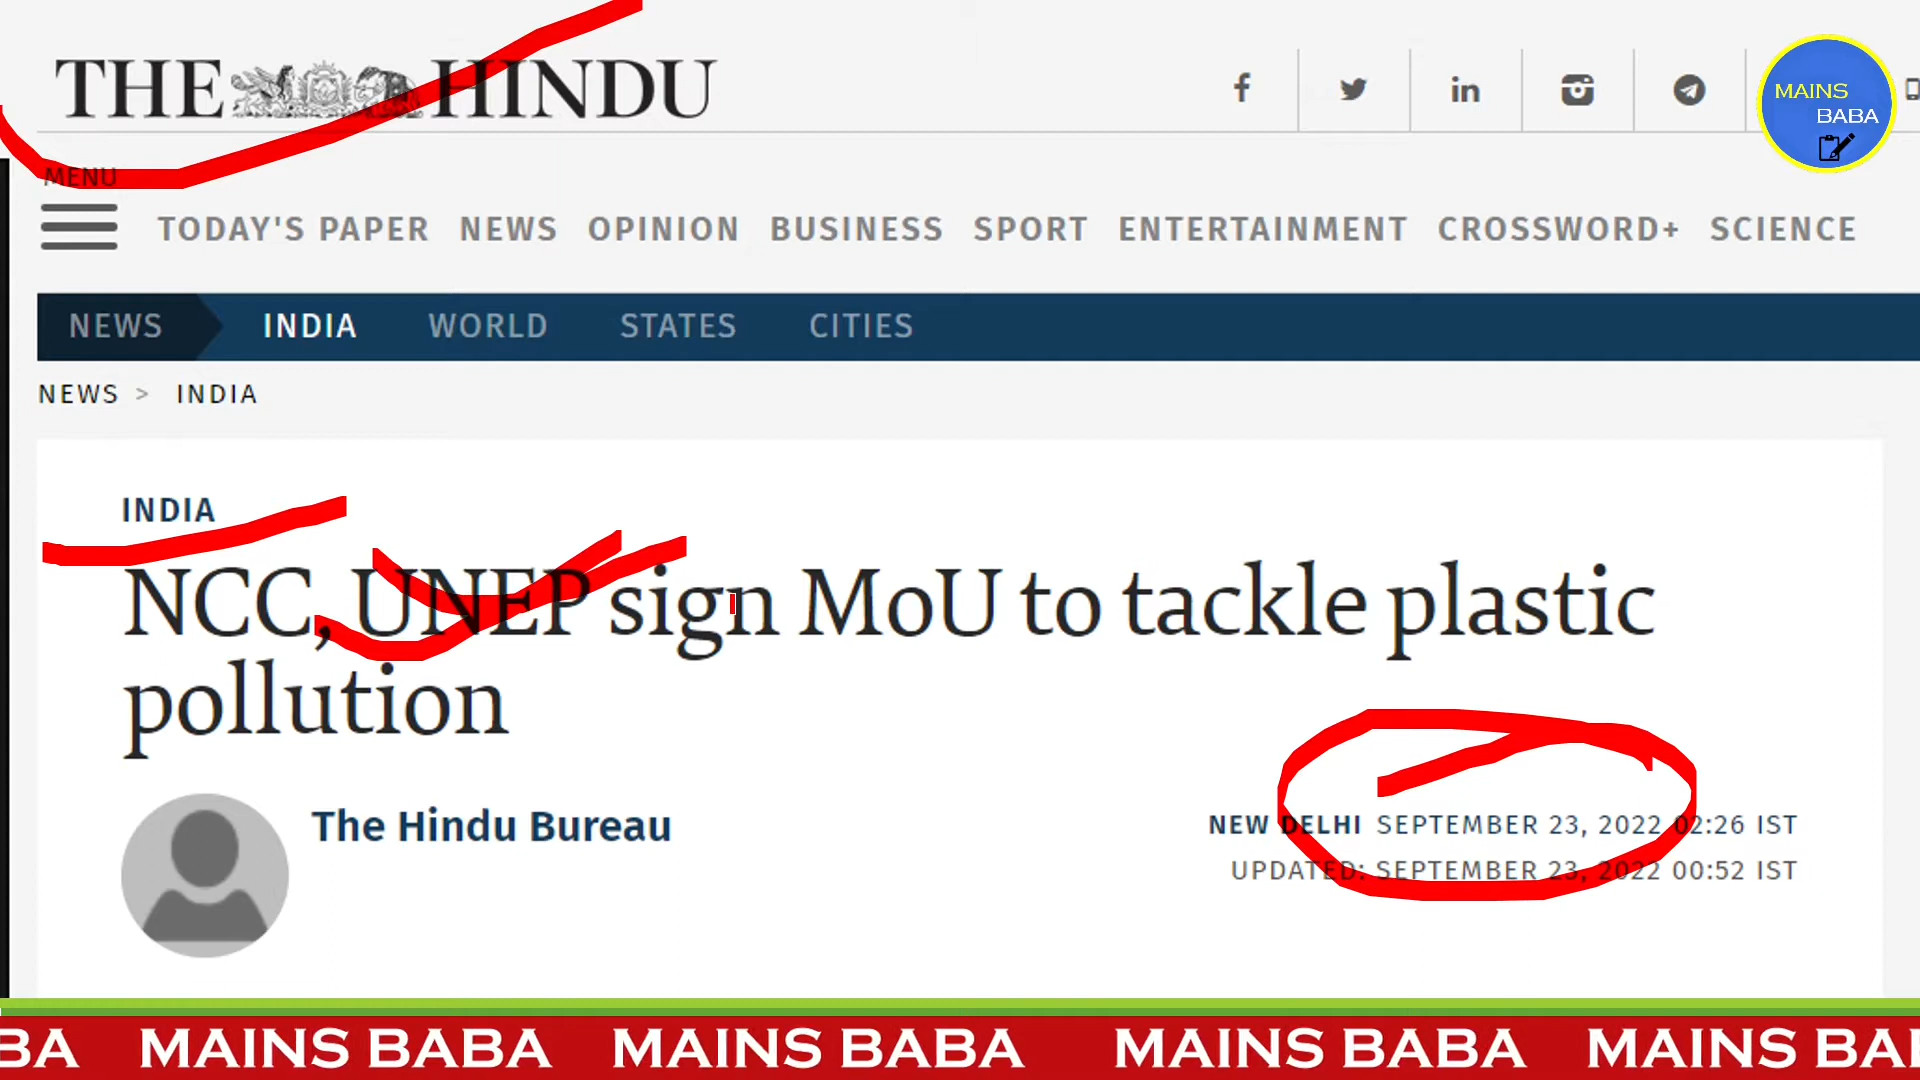 THE HINDU
MAINS
BABA
MENU
TODAY'S PAPER NEWS OPINION BUSINESS SPORT ENTERTAINMENT CROSSWORD+ SCIENCE
NEWS INDIA WORLD STATES CITIES
NEWS > INDIA
INDIA
NCC, UNEP sign MoU to tackle plastic
pollution
The Hindu Bureau
NEW DELHI SEPTEMBER 23, 2022 02:26 IST
UPDATED: SEPTEMBER 23, 2022 00:52 IST
BA MAINS BABA MAINS BABA MAINS BABA MAINS BA